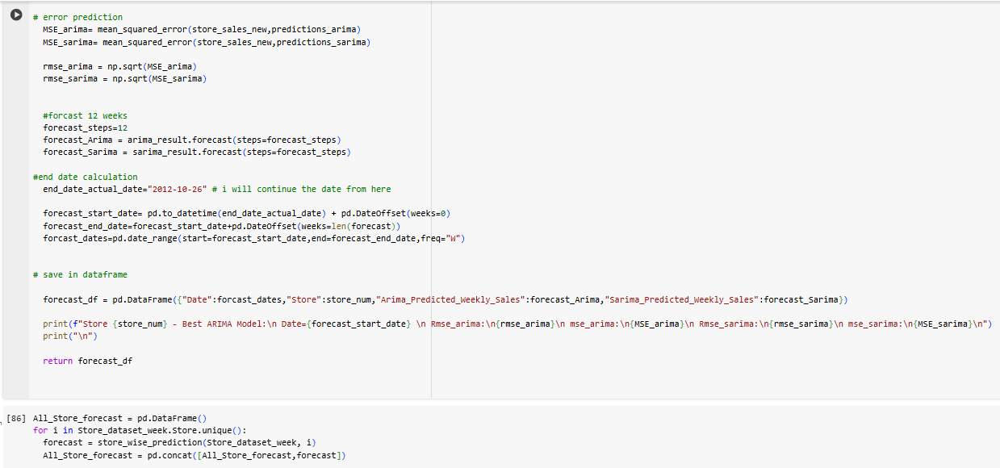 # error prediction
MSE_arima= mean_squared_error(store_sales_new,predictions_arima)
MSE_sarima= mean_squared_error(store_sales_new,predictions_sarima)
rmse_arima = np.sqrt(MSE_arima)
rmse_sarima = np.sqrt(MSE_sarima)
#forcast 12 weeks
forecast_steps=12
forecast_Arima = arima_result.forecast(steps=forecast_steps)
forecast_Sarima = sarima_result.forecast(steps=forecast_steps)
#end date calculation
end_date_actual_date="2012-10-26" # i will continue the date from here
forecast_start_date= pd.to_datetime(end_date_actual_date) + pd.DateOffset(weeks=0)
forecast_end_date=forecast_start_date+pd.DateOffset(weeks=len(forecast))
forcast_dates=pd.date_range(start=forecast_start_date,end=forecast_end_date,freq="W")
# save in dataframe
forecast_df = pd.DataFrame({"Date":forcast_dates,"Store":store_num,"Arima_Predicted_Weekly_Sales":forecast_Arima,"Sarima_Predicted_Weekly_Sales":forecast_Sarima})
print(f"Store {store_num} - Best ARIMA Model:\n Date={forecast_start_date} \n Rmse_arima:\n{rmse_arima}\n mse_arima:\n{MSE_arima}\n Rmse_sarima:\n{rmse_sarima}\n mse_sarima:\n{MSE_sarima}\n")
print("\n")
return forecast_df
[86] All_Store_forecast = pd.DataFrame()
for i in Store_dataset_week.Store.unique():
forecast = store_wise_prediction(Store_dataset_week, i)
All_Store_forecast = pd.concat([All_Store_forecast,forecast])